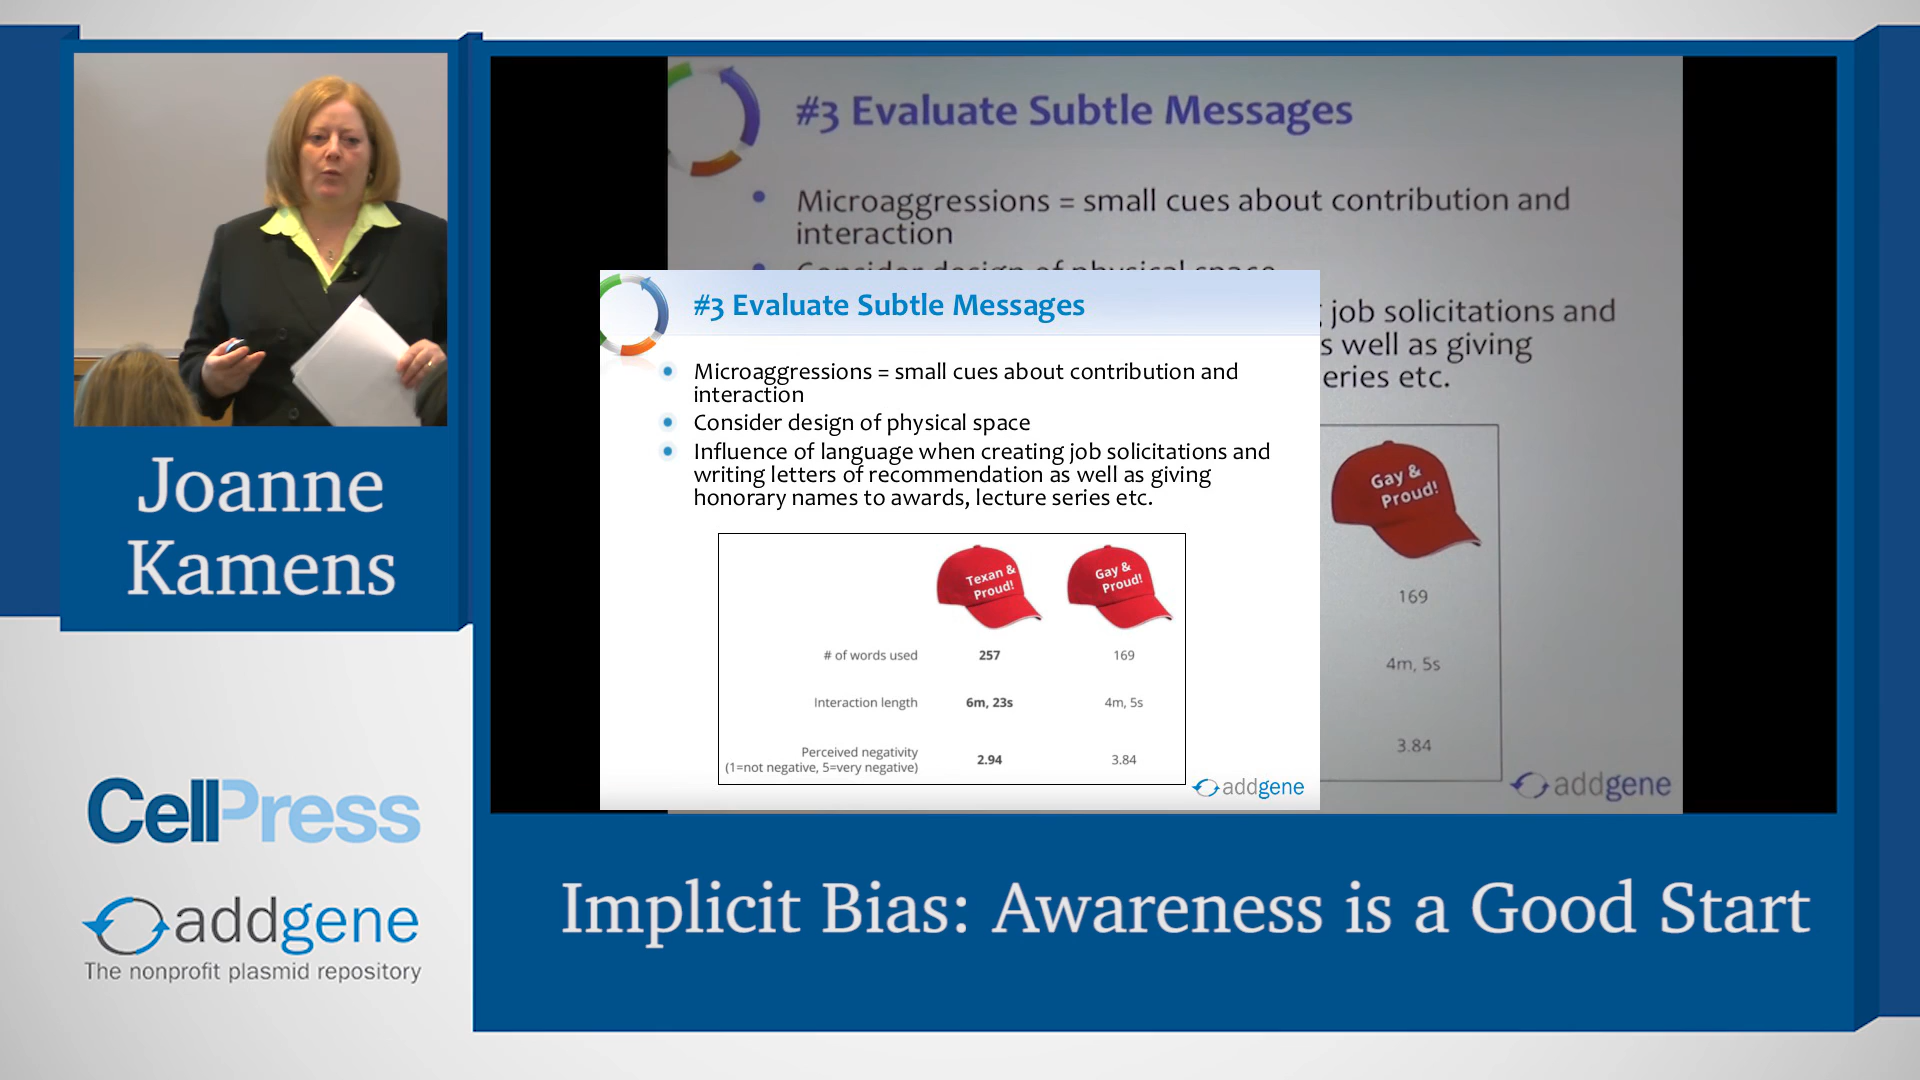 Joanne
Kamens
CellPress
addgene
The nonprofit plasmid repository
#3 Evaluate Subtle Messages
Microaggressions = small cues about contribution and
interaction
Consider design of physical space
job solicitations and
s well as giving
eries etc.
Gay &
Proud!
169
4m, 5s
3.84
addgene
#3 Evaluate Subtle Messages
Microaggressions = small cues about contribution and
interaction
Consider design of physical space
Influence of language when creating job solicitations and
writing letters of recommendation as well as giving
honorary names to awards, lecture series etc.
Texan &
Proud!
Gay &
Proud!
# of words used 257 169
Interaction length 6m, 23s 4m, 5s
Perceived negativity
(1=not negative, 5=very negative) 2.94 3.84
addgene
Implicit Bias: Awareness is a Good Start